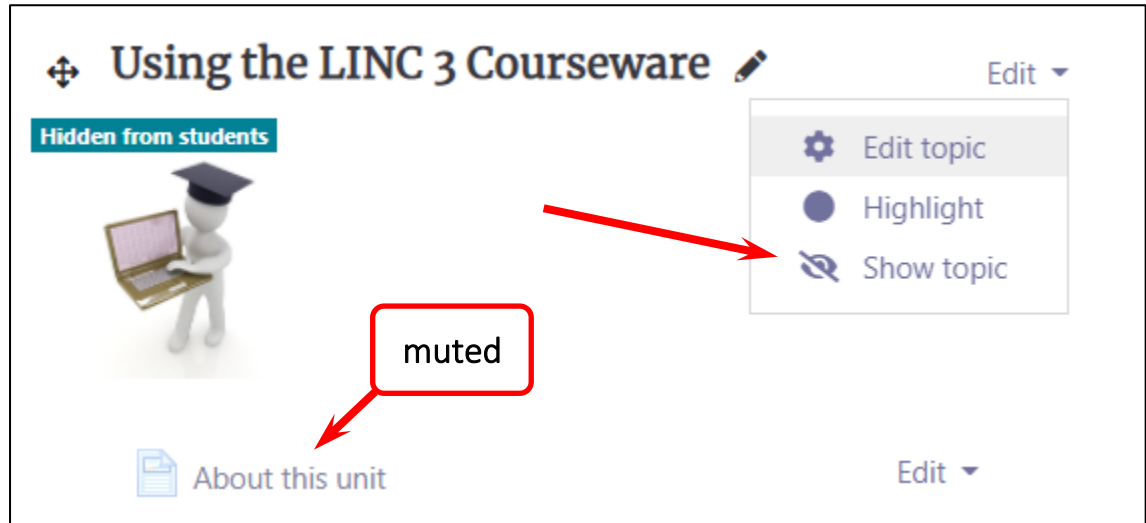 Using the LINC 3 Courseware
Edit
Hidden from students
Edit topic
Highlight
Show topic
muted
About this unit
Edit